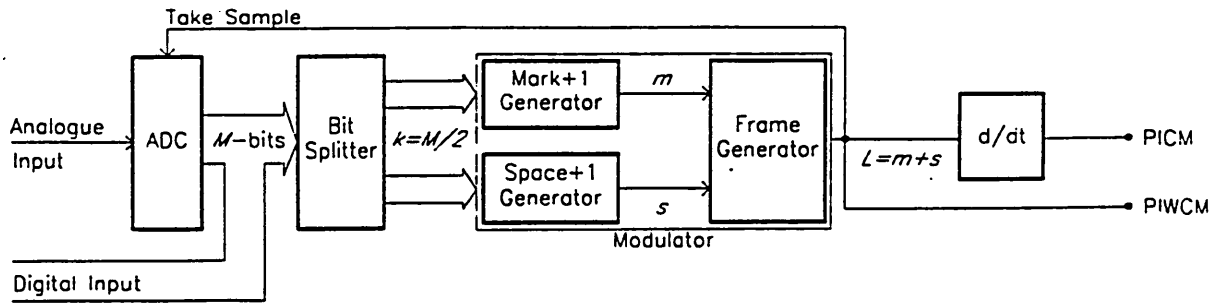 Take Sample
Analogue
Input
ADC
M-bits
Bit
Splitter
k=M/2
Mark+1
Generator
m
Space+1
Generator
s
Frame
Generator
Modulator
L=m+s
d/dt
PICM
PIWCM
Digital Input